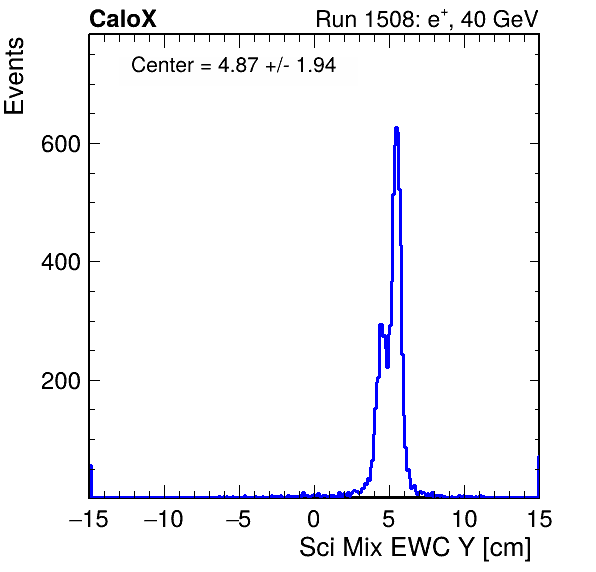 CaloX Run 1508: e⁺, 40 GeV
Center = 4.87 +/- 1.94
Events
600
400
200
−15 −10 −5 0 5 10 15
Sci Mix EWC Y [cm]